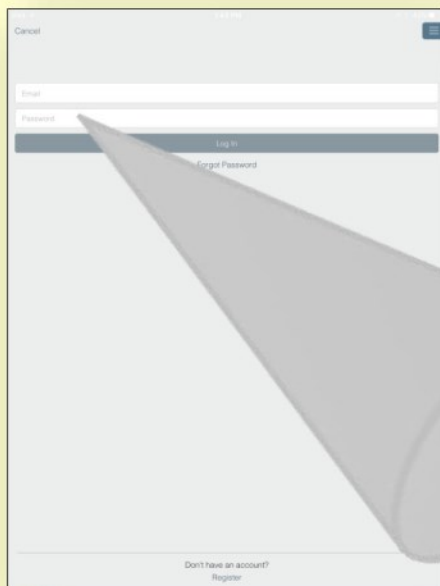 Cancel
Email
Password
Log In
Forgot Password
Don't have an account?
Register